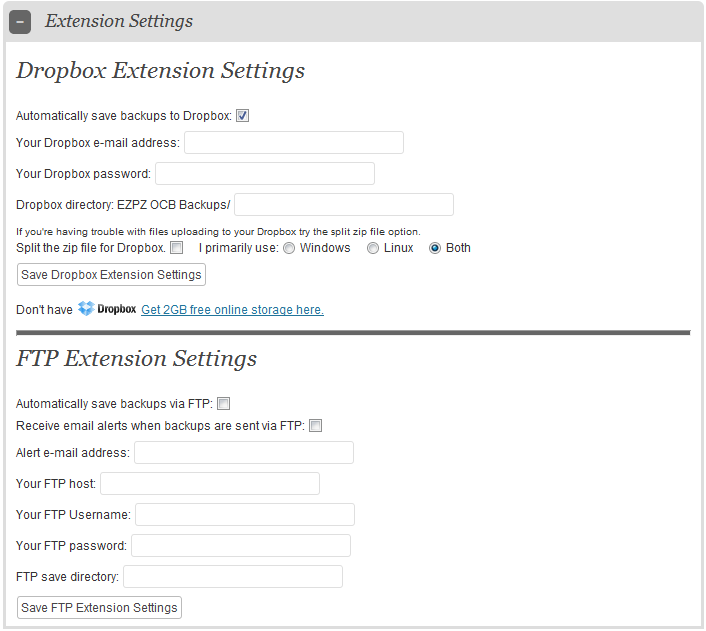 Extension Settings
Dropbox Extension Settings
Automatically save backups to Dropbox:
Your Dropbox e-mail address:
Your Dropbox password:
Dropbox directory: EZPZ OCB Backups/
If you're having trouble with files uploading to your Dropbox try the split zip file option.
Split the zip file for Dropbox. I primarily use: Windows Linux Both
Save Dropbox Extension Settings
Don't have Dropbox Get 2GB free online storage here.
FTP Extension Settings
Automatically save backups via FTP:
Receive email alerts when backups are sent via FTP:
Alert e-mail address:
Your FTP host:
Your FTP Username:
Your FTP password:
FTP save directory:
Save FTP Extension Settings